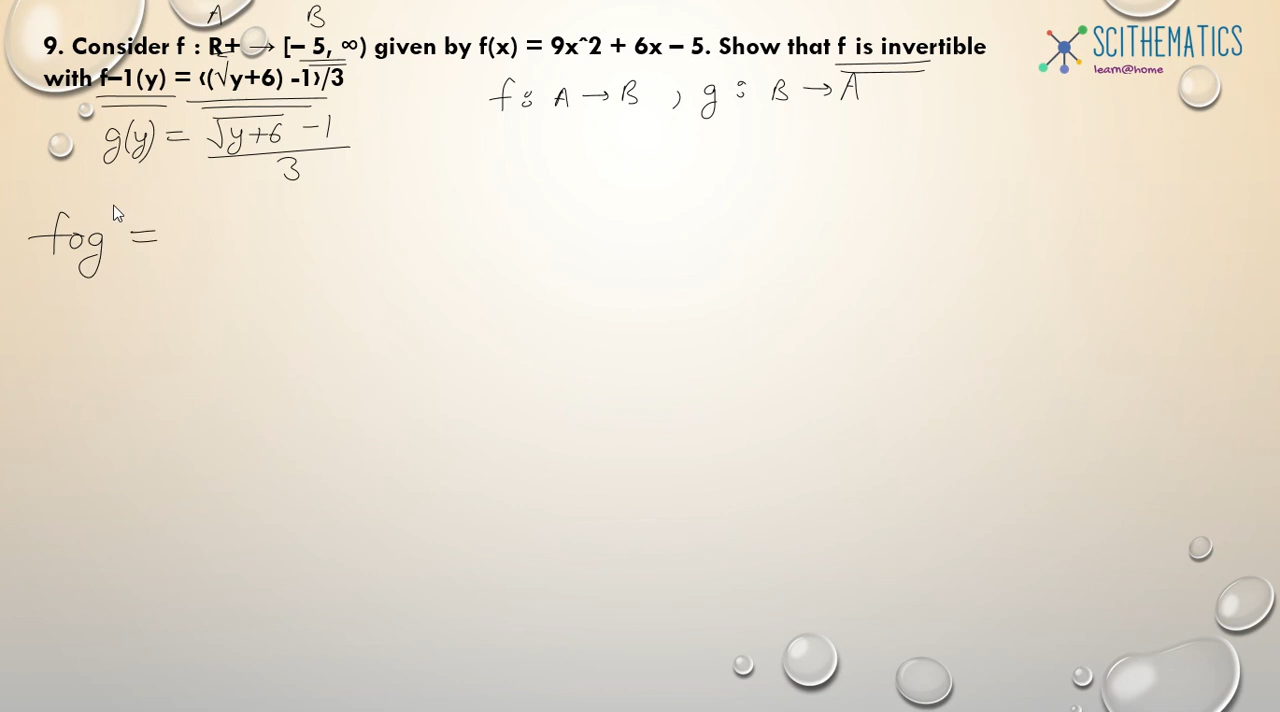 A B
9. Consider f : R+ → [– 5, ∞) given by f(x) = 9x^2 + 6x – 5. Show that f is invertible
with f–1(y) = ((√y+6) -1)/3
f : A → B , g : B → A
g(y) = √y+6 -1
3
fog =
SCITHEMATICS
learn@home